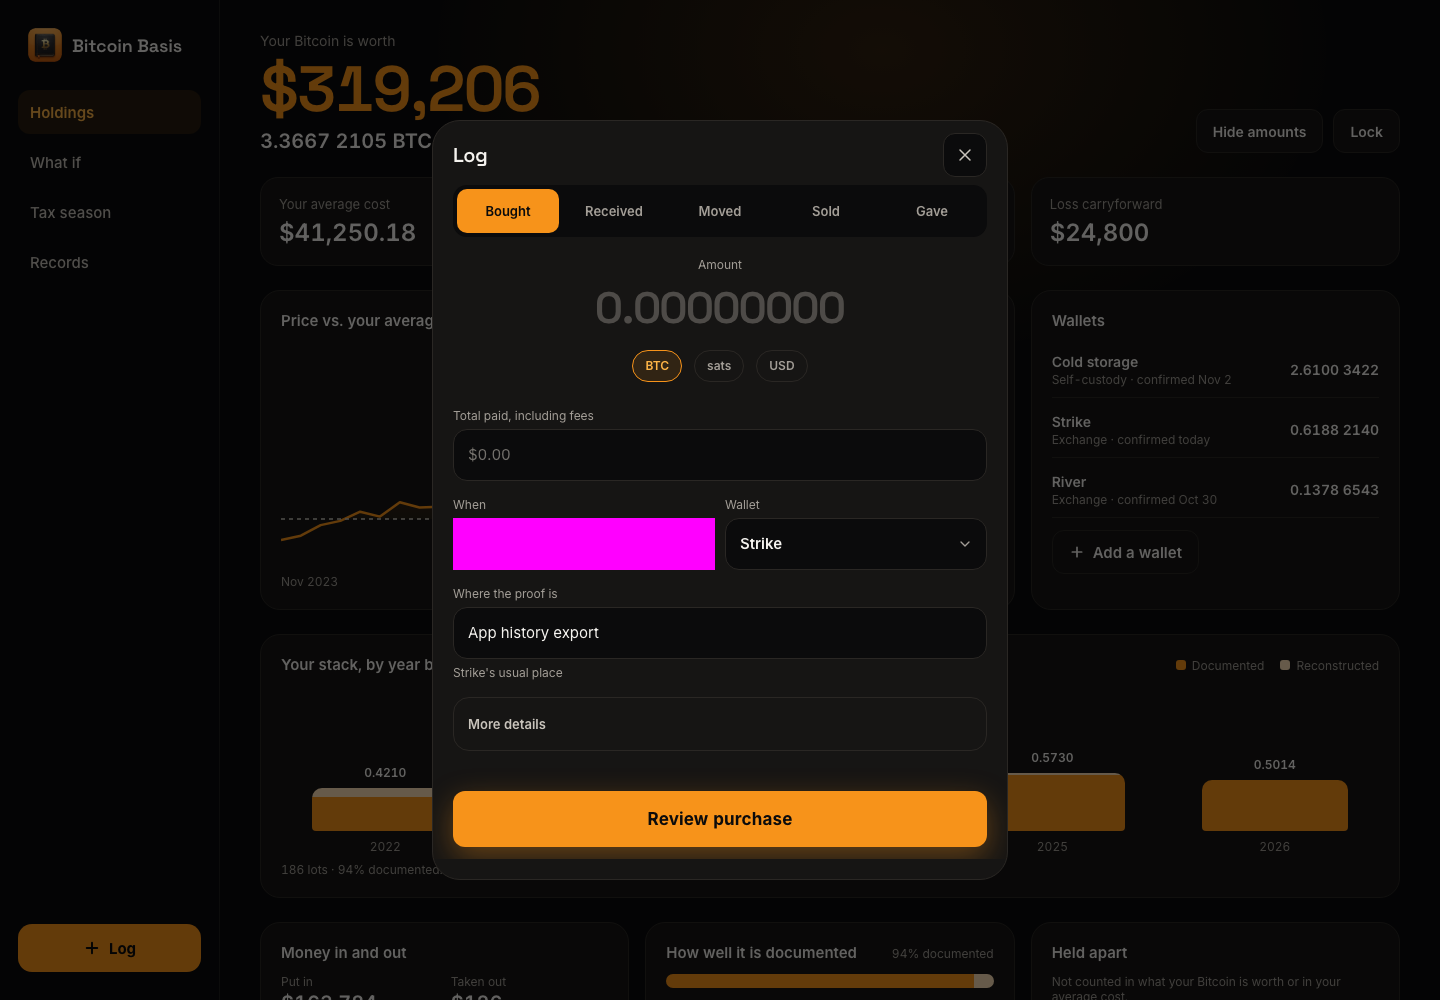 Bitcoin Basis
Holdings
What if
Tax season
Records
Log
Your Bitcoin is worth
$319,206
3.3667 2105 BTC
Hide amounts
Lock
Your average cost
$41,250.18
Loss carryforward
$24,800
Price vs. your averag
Nov 2023
Wallets
Cold storage
Self-custody · confirmed Nov 2
2.6100 3422
Strike
Exchange · confirmed today
0.6188 2140
River
Exchange · confirmed Oct 30
0.1378 6543
Add a wallet
Log
Bought
Received
Moved
Sold
Gave
Amount
0.00000000
BTC
sats
USD
Total paid, including fees
$0.00
When
Wallet
Strike
Where the proof is
App history export
Strike's usual place
More details
Review purchase
Your stack, by year b
Documented
Reconstructed
0.4210
0.5730
0.5014
2022
2025
2026
186 lots · 94% documented
Money in and out
Put in
Taken out
How well it is documented
94% documented
Held apart
Not counted in what your Bitcoin is worth or in your
average cost.